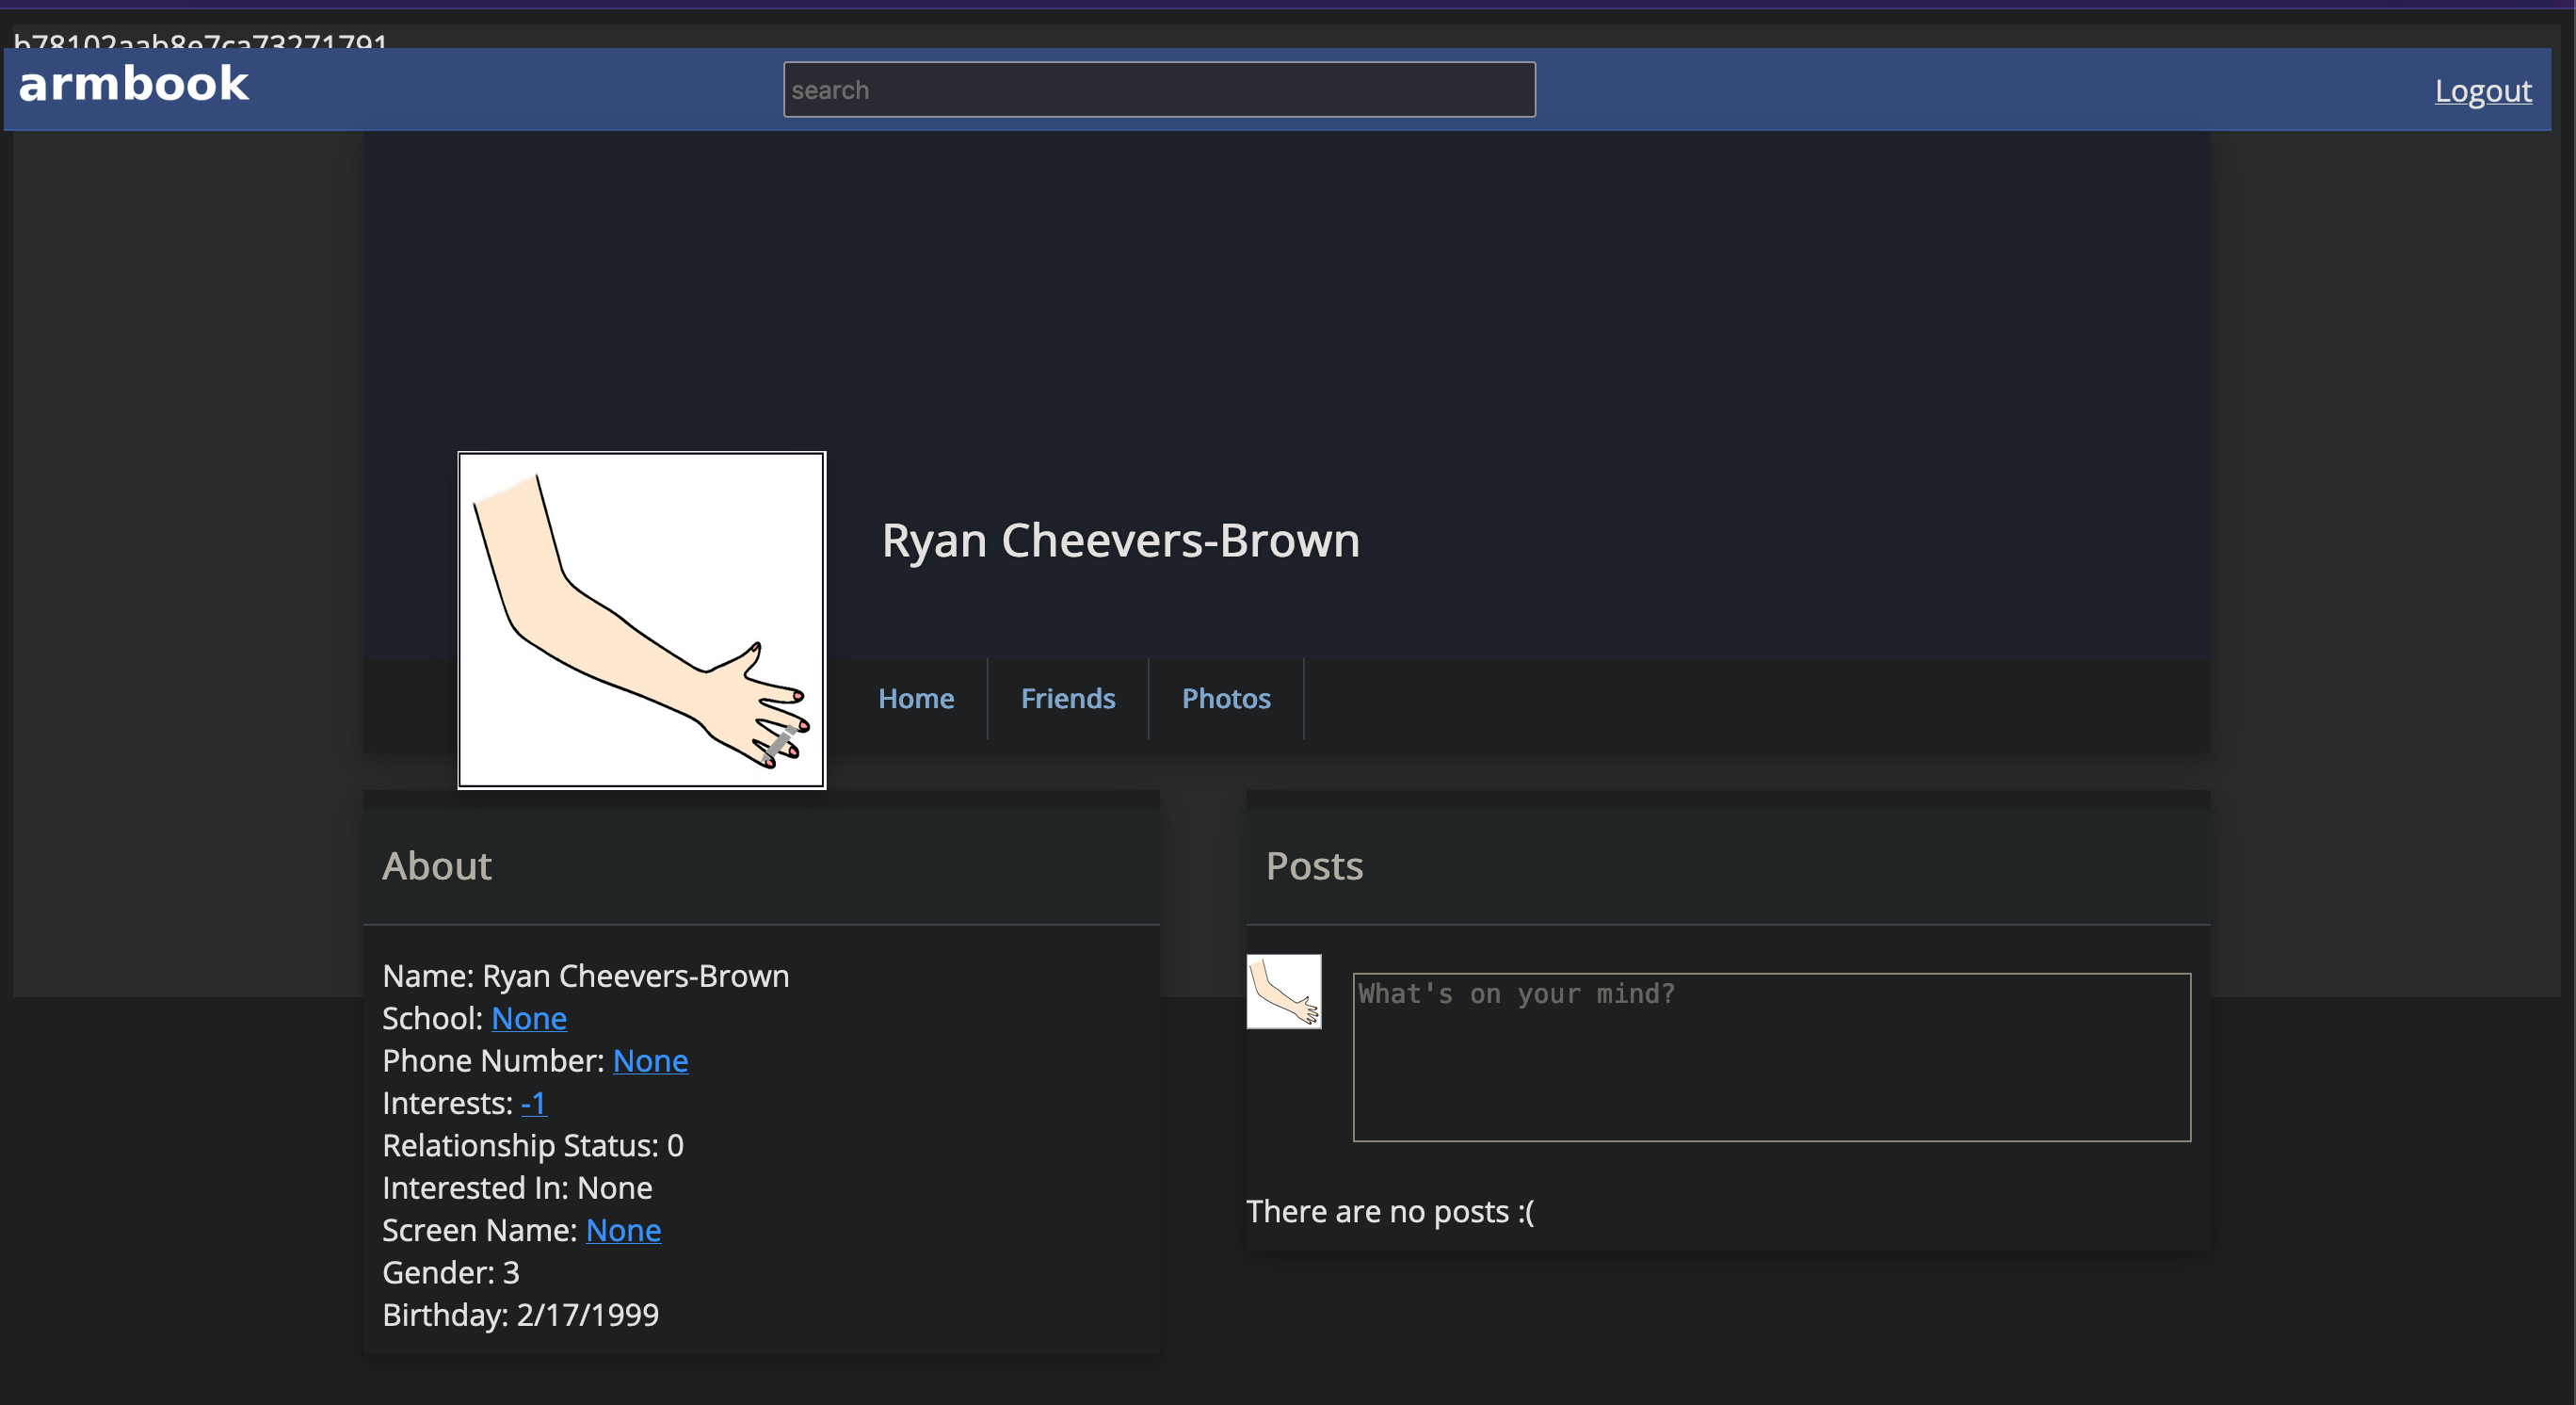 b78102aab8e7ca73271791
armbook
search
Logout
Ryan Cheevers-Brown
Home
Friends
Photos
About
Name: Ryan Cheevers-Brown
School: None
Phone Number: None
Interests: -1
Relationship Status: 0
Interested In: None
Screen Name: None
Gender: 3
Birthday: 2/17/1999
Posts
What's on your mind?
There are no posts :(